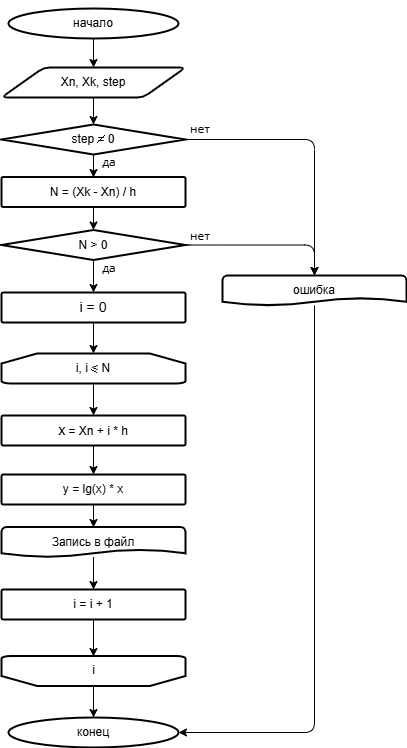 начало
Xn, Xk, step
step ≠ 0
нет
да
N = (Xk - Xn) / h
N > 0
нет
да
i = 0
ошибка
i, i ⩽ N
x = Xn + i * h
y = lg(x) * x
Запись в файл
i = i + 1
i
конец